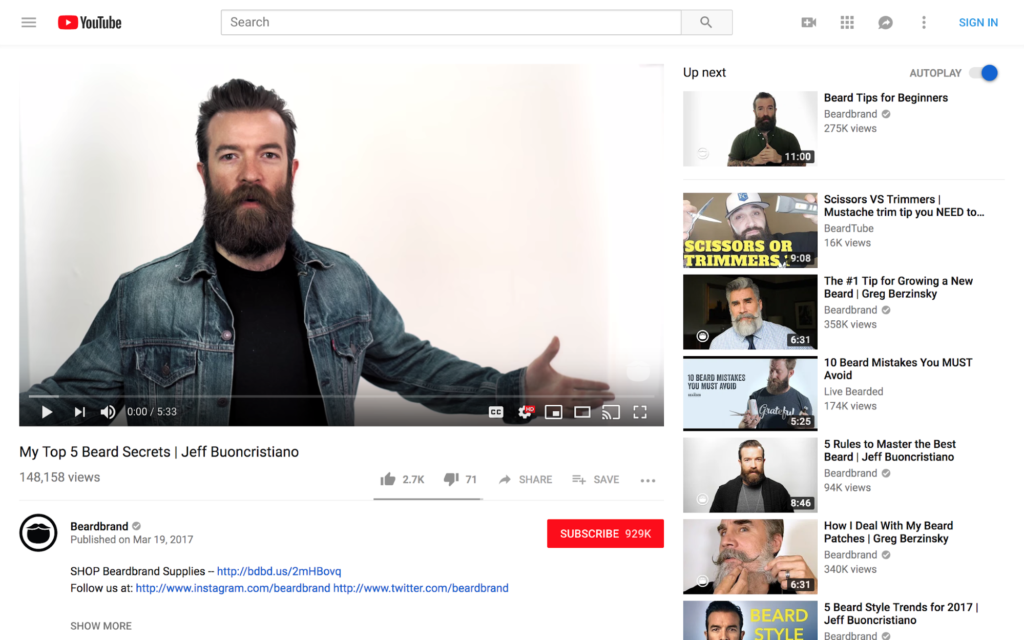 YouTube
Search
SIGN IN
0:00 / 5:33
CC
HD
My Top 5 Beard Secrets | Jeff Buoncristiano
148,158 views
2.7K
71
SHARE
SAVE
Beardbrand
Published on Mar 19, 2017
SUBSCRIBE 929K
SHOP Beardbrand Supplies -- http://bdbd.us/2mHBovq
Follow us at: http://www.instagram.com/beardbrand http://www.twitter.com/beardbrand
SHOW MORE
Up next
AUTOPLAY
11:00
Beard Tips for Beginners
Beardbrand
275K views
SCISSORS OR
TRIMMERS
9:08
Scissors VS Trimmers |
Mustache trim tip you NEED to...
BeardTube
16K views
6:31
The #1 Tip for Growing a New
Beard | Greg Berzinsky
Beardbrand
358K views
10 BEARD MISTAKES
YOU MUST AVOID
Grateful
5:25
10 Beard Mistakes You MUST
Avoid
Live Bearded
174K views
8:46
5 Rules to Master the Best
Beard | Jeff Buoncristiano
Beardbrand
94K views
6:31
How I Deal With My Beard
Patches | Greg Berzinsky
Beardbrand
340K views
BEARD
STYLE
5 Beard Style Trends for 2017 |
Jeff Buoncristiano
Beardbrand